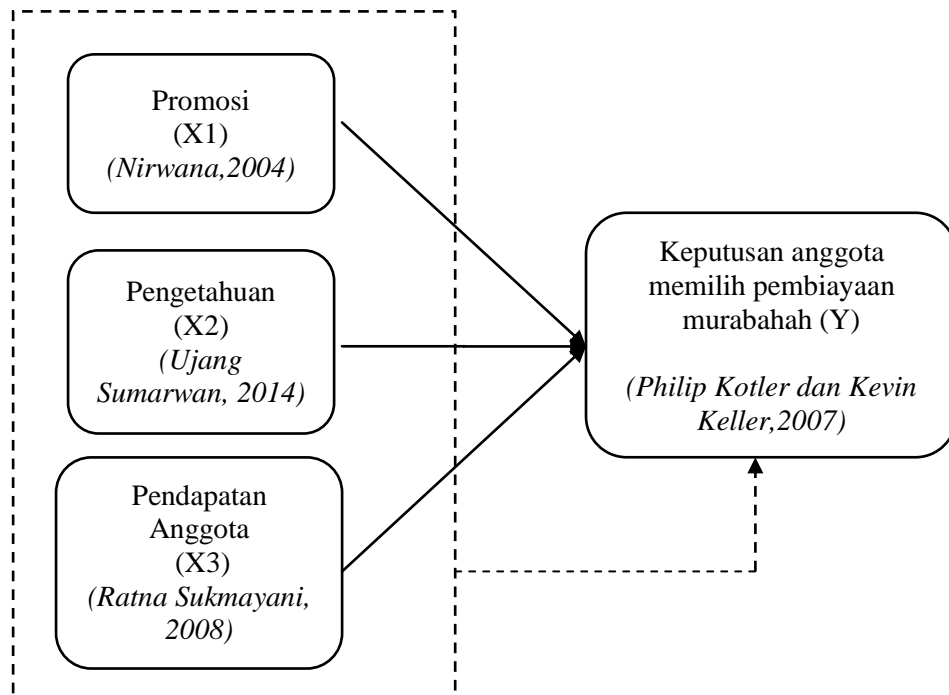 Promosi
(X1)
(Nirwana,2004)
Pengetahuan
(X2)
(Ujang
Sumarwan, 2014)
Pendapatan
Anggota
(X3)
(Ratna Sukmayani,
2008)
Keputusan anggota
memilih pembiayaan
murabahah (Y)
(Philip Kotler dan Kevin
Keller,2007)